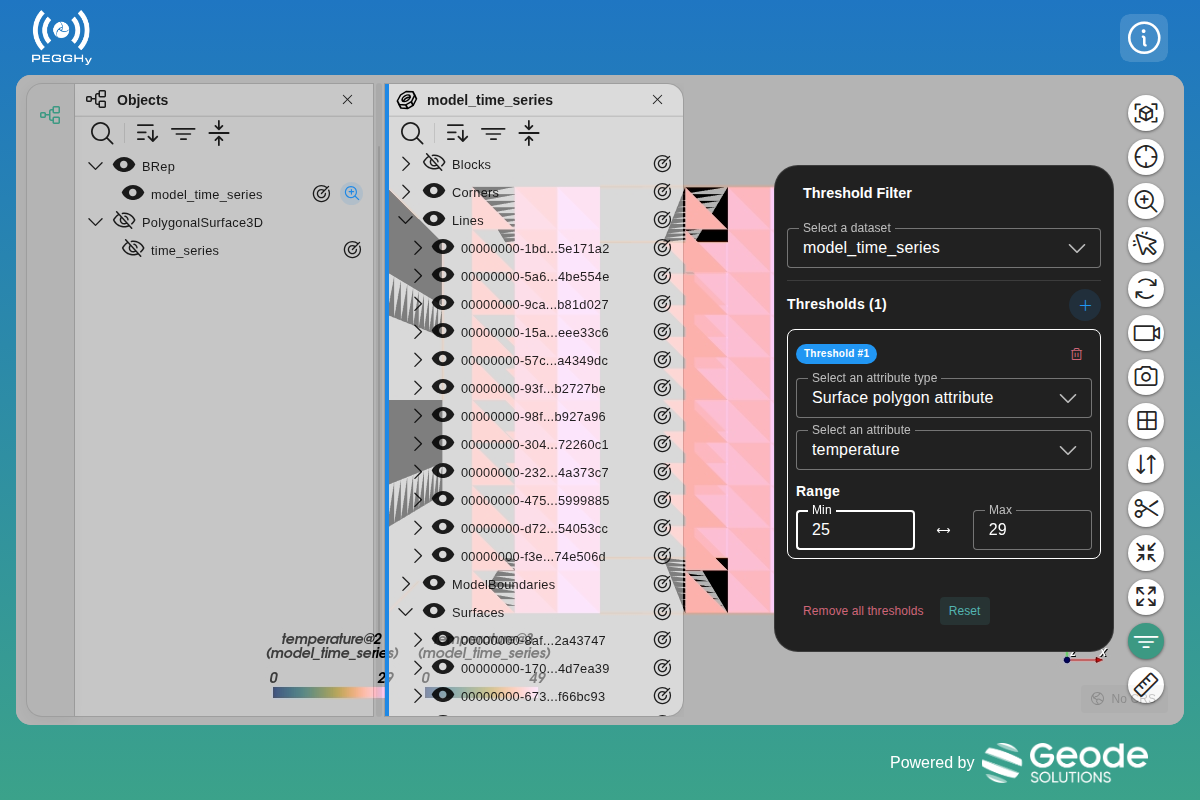 PEGGHy
Objects
model_time_series
BRep
model_time_series
PolygonalSurface3D
time_series
Blocks
Corners
Lines
00000000-1bd...5e171a2
00000000-5a6...4be554e
00000000-9ca...b81d027
00000000-15a...eee33c6
00000000-57c...a4349dc
00000000-93f...b2727be
00000000-98f...b927a96
00000000-304...72260c1
00000000-232...4a373c7
00000000-475...5999885
00000000-d72...54053cc
00000000-f3e...74e506d
ModelBoundaries
Surfaces
00000000-8af...2a43747
00000000-170...4d7ea39
00000000-673...f66bc93
temperature@2
(model_time_series)
0
29
(model_time_series)
0
49
Threshold Filter
Select a dataset
model_time_series
Thresholds (1)
Threshold #1
Select an attribute type
Surface polygon attribute
Select an attribute
temperature
Range
Min
25
Max
29
Remove all thresholds
Reset
Z
X
No CRS
Powered by
Geode
SOLUTIONS